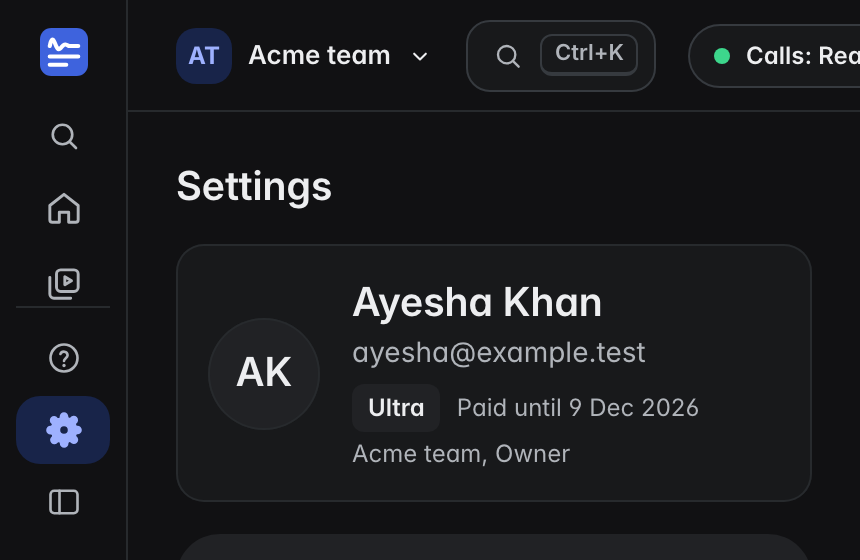 AT Acme team Ctrl+K Calls: Rea
Settings
AK
Ayesha Khan
ayesha@example.test
Ultra Paid until 9 Dec 2026
Acme team, Owner